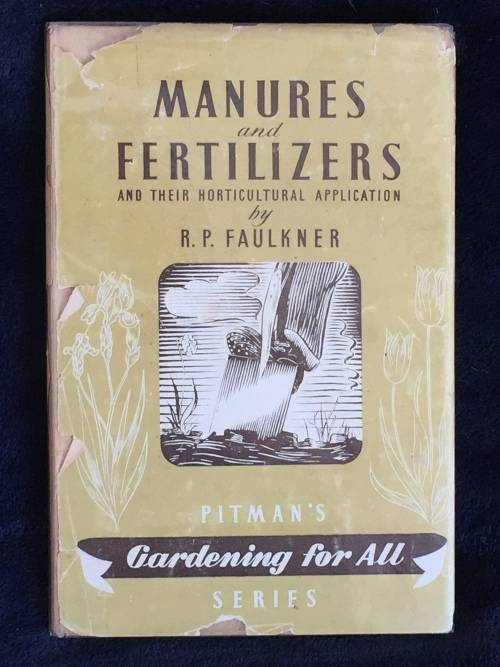 MANURES
and
FERTILIZERS
AND THEIR HORTICULTURAL APPLICATION
by
R. P. FAULKNER
PITMAN'S
Gardening for All
SERIES